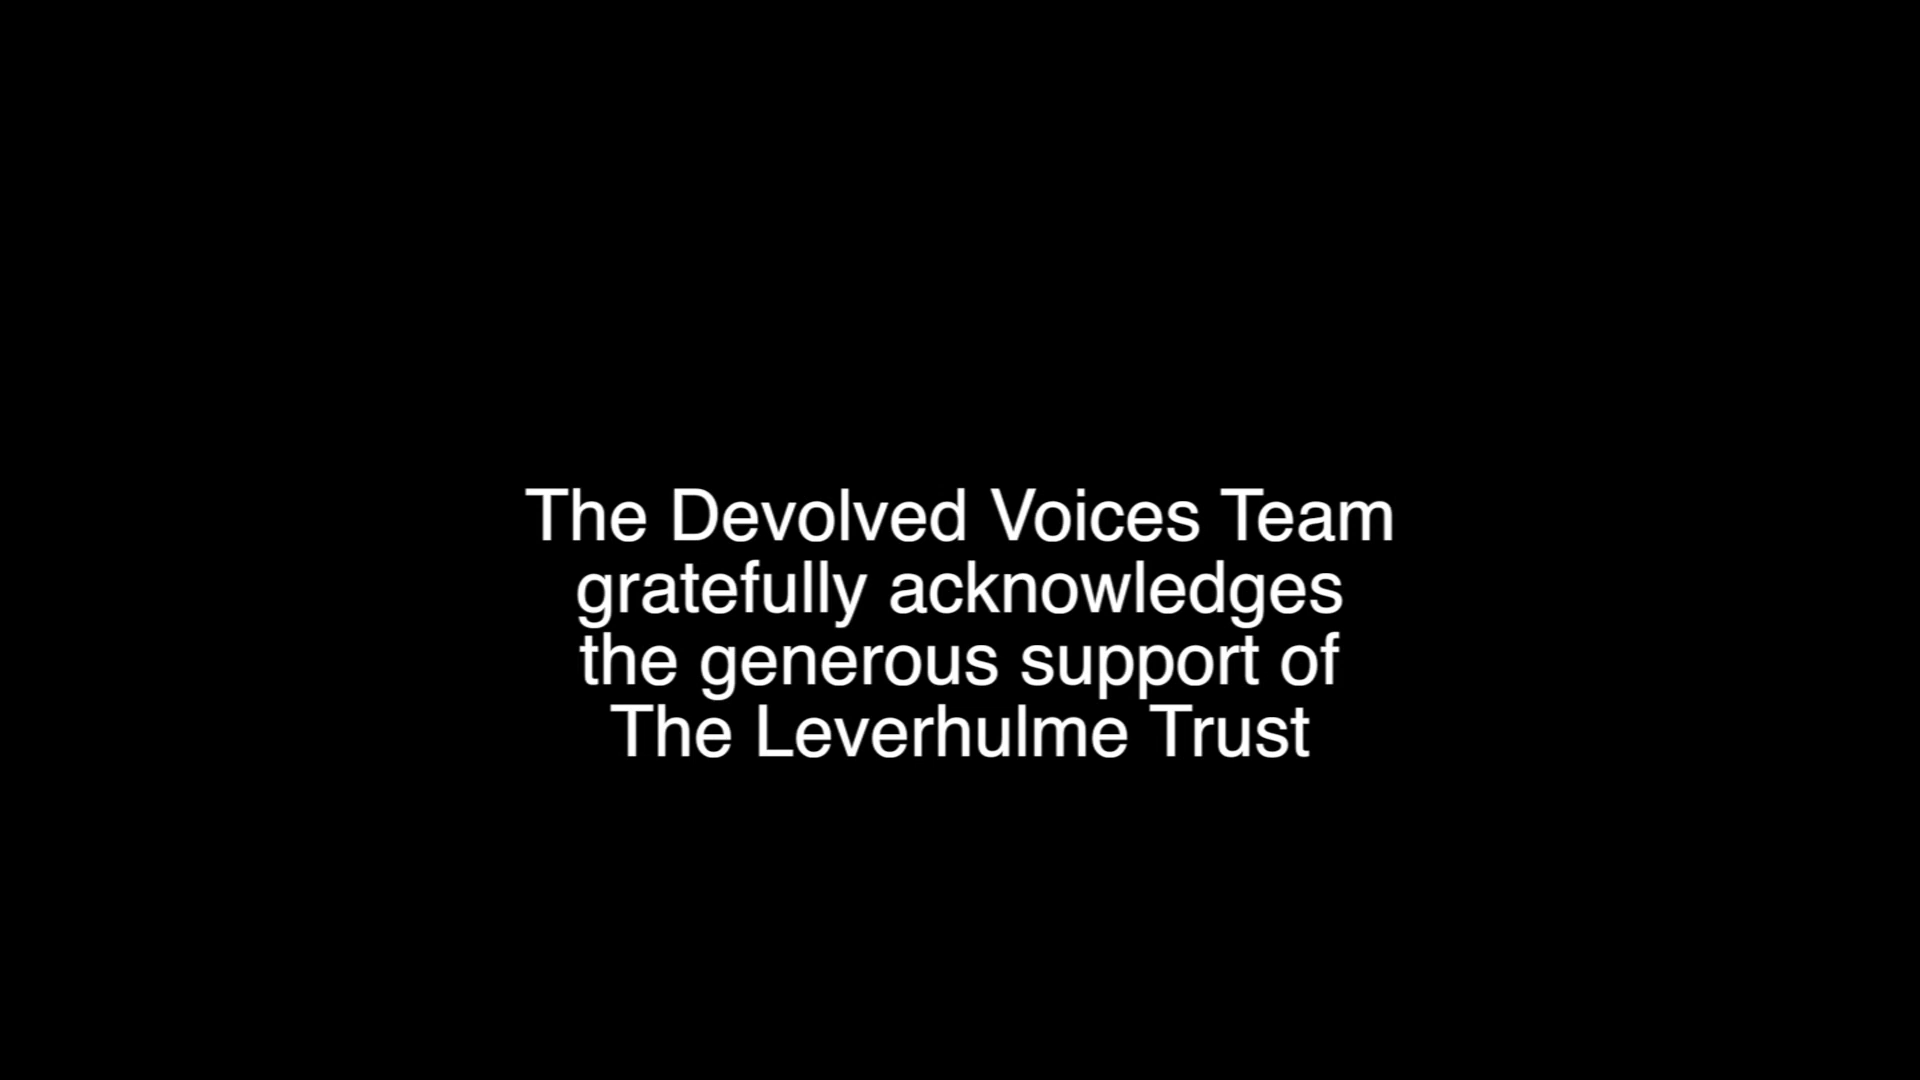 The Devolved Voices Team
gratefully acknowledges
the generous support of
The Leverhulme Trust